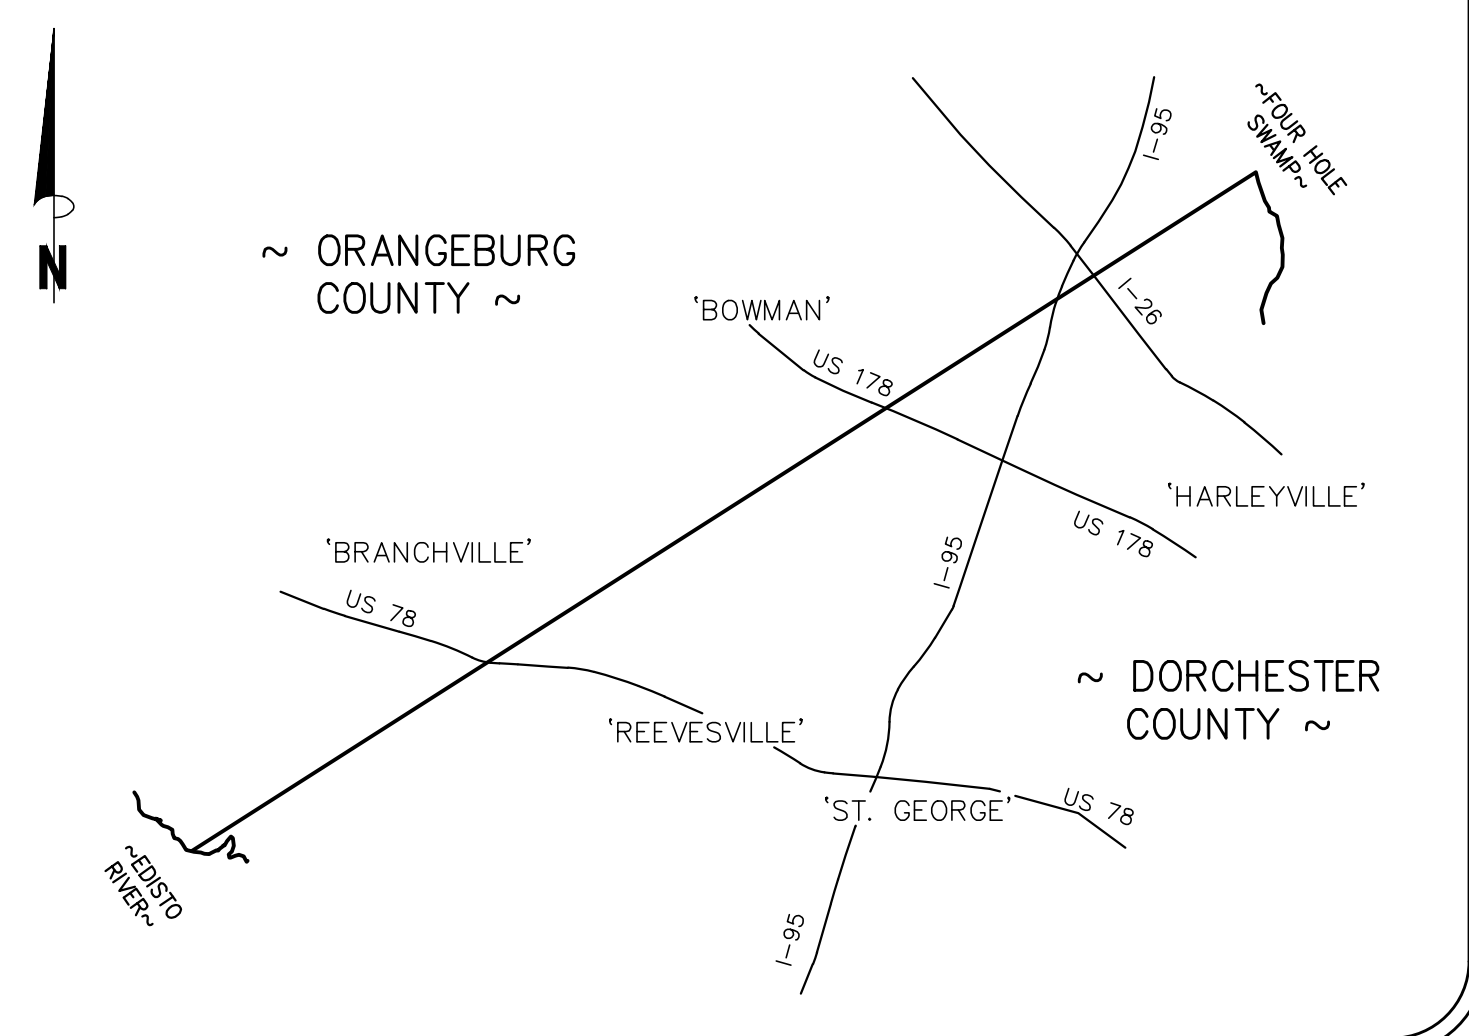 N
~ ORANGEBURG
COUNTY ~
I-95
~FOUR HOLE
SWAMP~
'BOWMAN'
US 178
I-26
'HARLEYVILLE'
US 178
I-95
'BRANCHVILLE'
US 78
~ DORCHESTER
COUNTY ~
'REEVESVILLE'
'ST. GEORGE'
US 78
~EDISTO
RIVER~
I-95